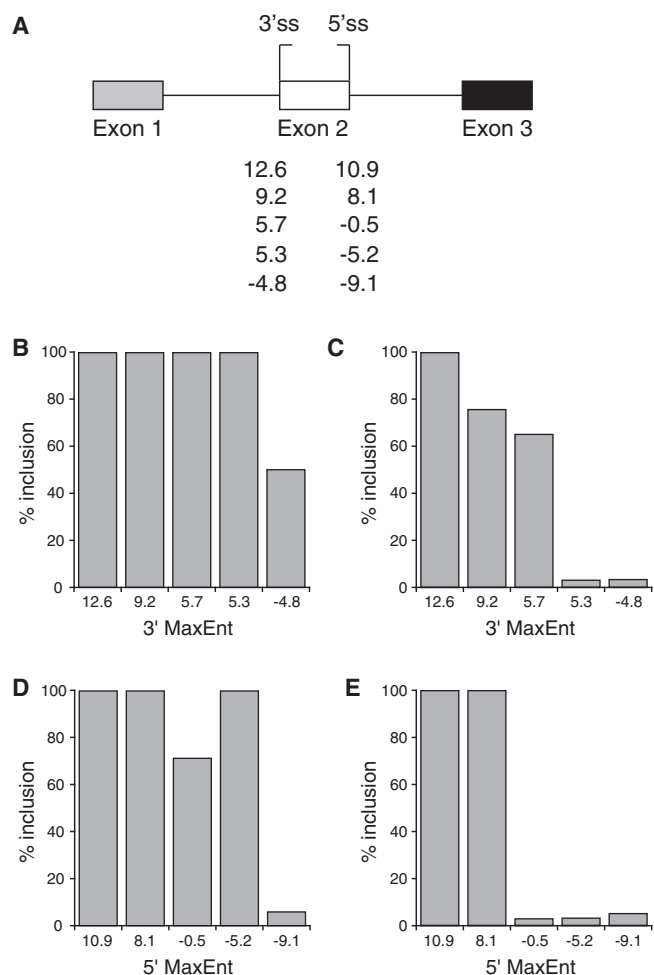 A
3'ss 5'ss
Exon 1 Exon 2 Exon 3
12.6 10.9
9.2 8.1
5.7 -0.5
5.3 -5.2
-4.8 -9.1
B
100
80
60
40
20
0
% inclusion
12.6 9.2 5.7 5.3 -4.8
3' MaxEnt
C
100
80
60
40
20
0
% inclusion
12.6 9.2 5.7 5.3 -4.8
3' MaxEnt
D
100
80
60
40
20
0
% inclusion
10.9 8.1 -0.5 -5.2 -9.1
5' MaxEnt
E
100
80
60
40
20
0
% inclusion
10.9 8.1 -0.5 -5.2 -9.1
5' MaxEnt